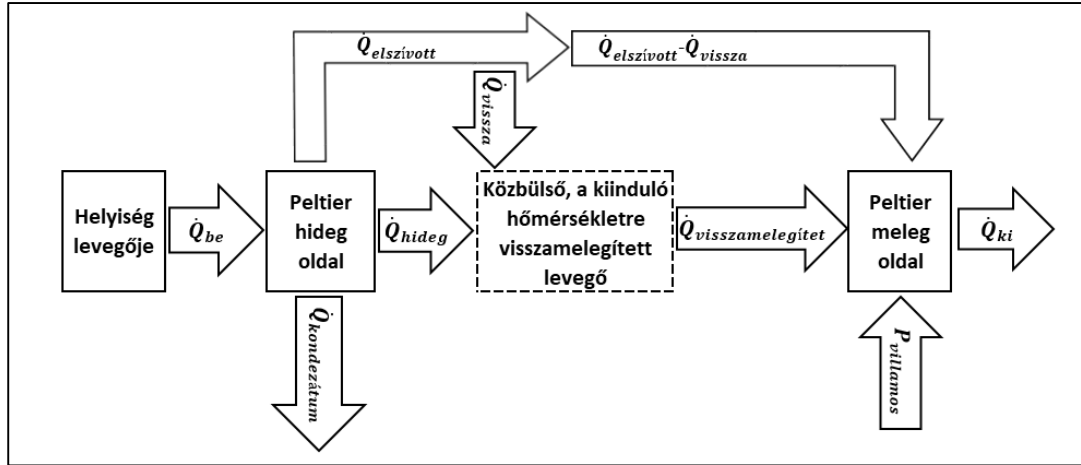 Q̇elszívott
Q̇elszívott-Q̇vissza
Q̇vissza
Helyiség
levegője
Q̇be
Peltier
hideg
oldal
Q̇hideg
Közbülső, a kiinduló
hőmérsékletre
visszamelegített
levegő
Q̇visszamelegítet
Peltier
meleg
oldal
Q̇ki
Q̇kondezátum
Pvillamos